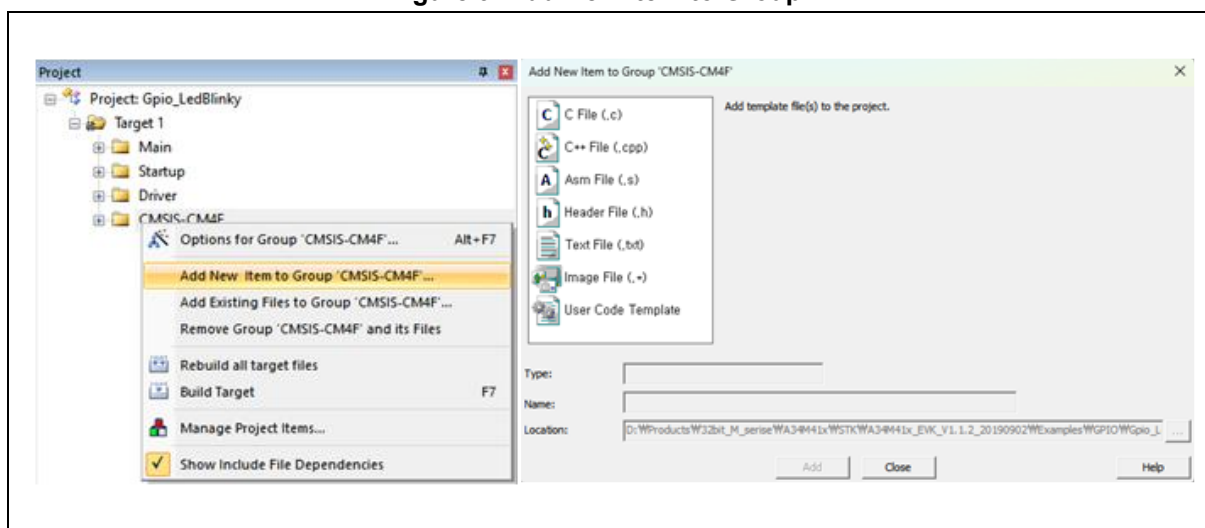 Project
Project: Gpio_LedBlinky
Target 1
Main
Startup
Driver
CMSIS-CM4F
Options for Group 'CMSIS-CM4F'... Alt+F7
Add New Item to Group 'CMSIS-CM4F'...
Add Existing Files to Group 'CMSIS-CM4F'...
Remove Group 'CMSIS-CM4F' and its Files
Rebuild all target files
Build Target F7
Manage Project Items...
Show Include File Dependencies
Add New Item to Group 'CMSIS-CM4F'
C File (.c)
C++ File (.cpp)
Asm File (.s)
Header File (.h)
Text File (.txt)
Image File (.*)
User Code Template
Add template file(s) to the project.
Type:
Name:
Location: D:₩Products₩32bit_M_serise₩A34M41x₩STK₩A34M41x_EVK_V1.1.2_20190902₩Examples₩GPIO₩Gpio_L ...
Add Close Help